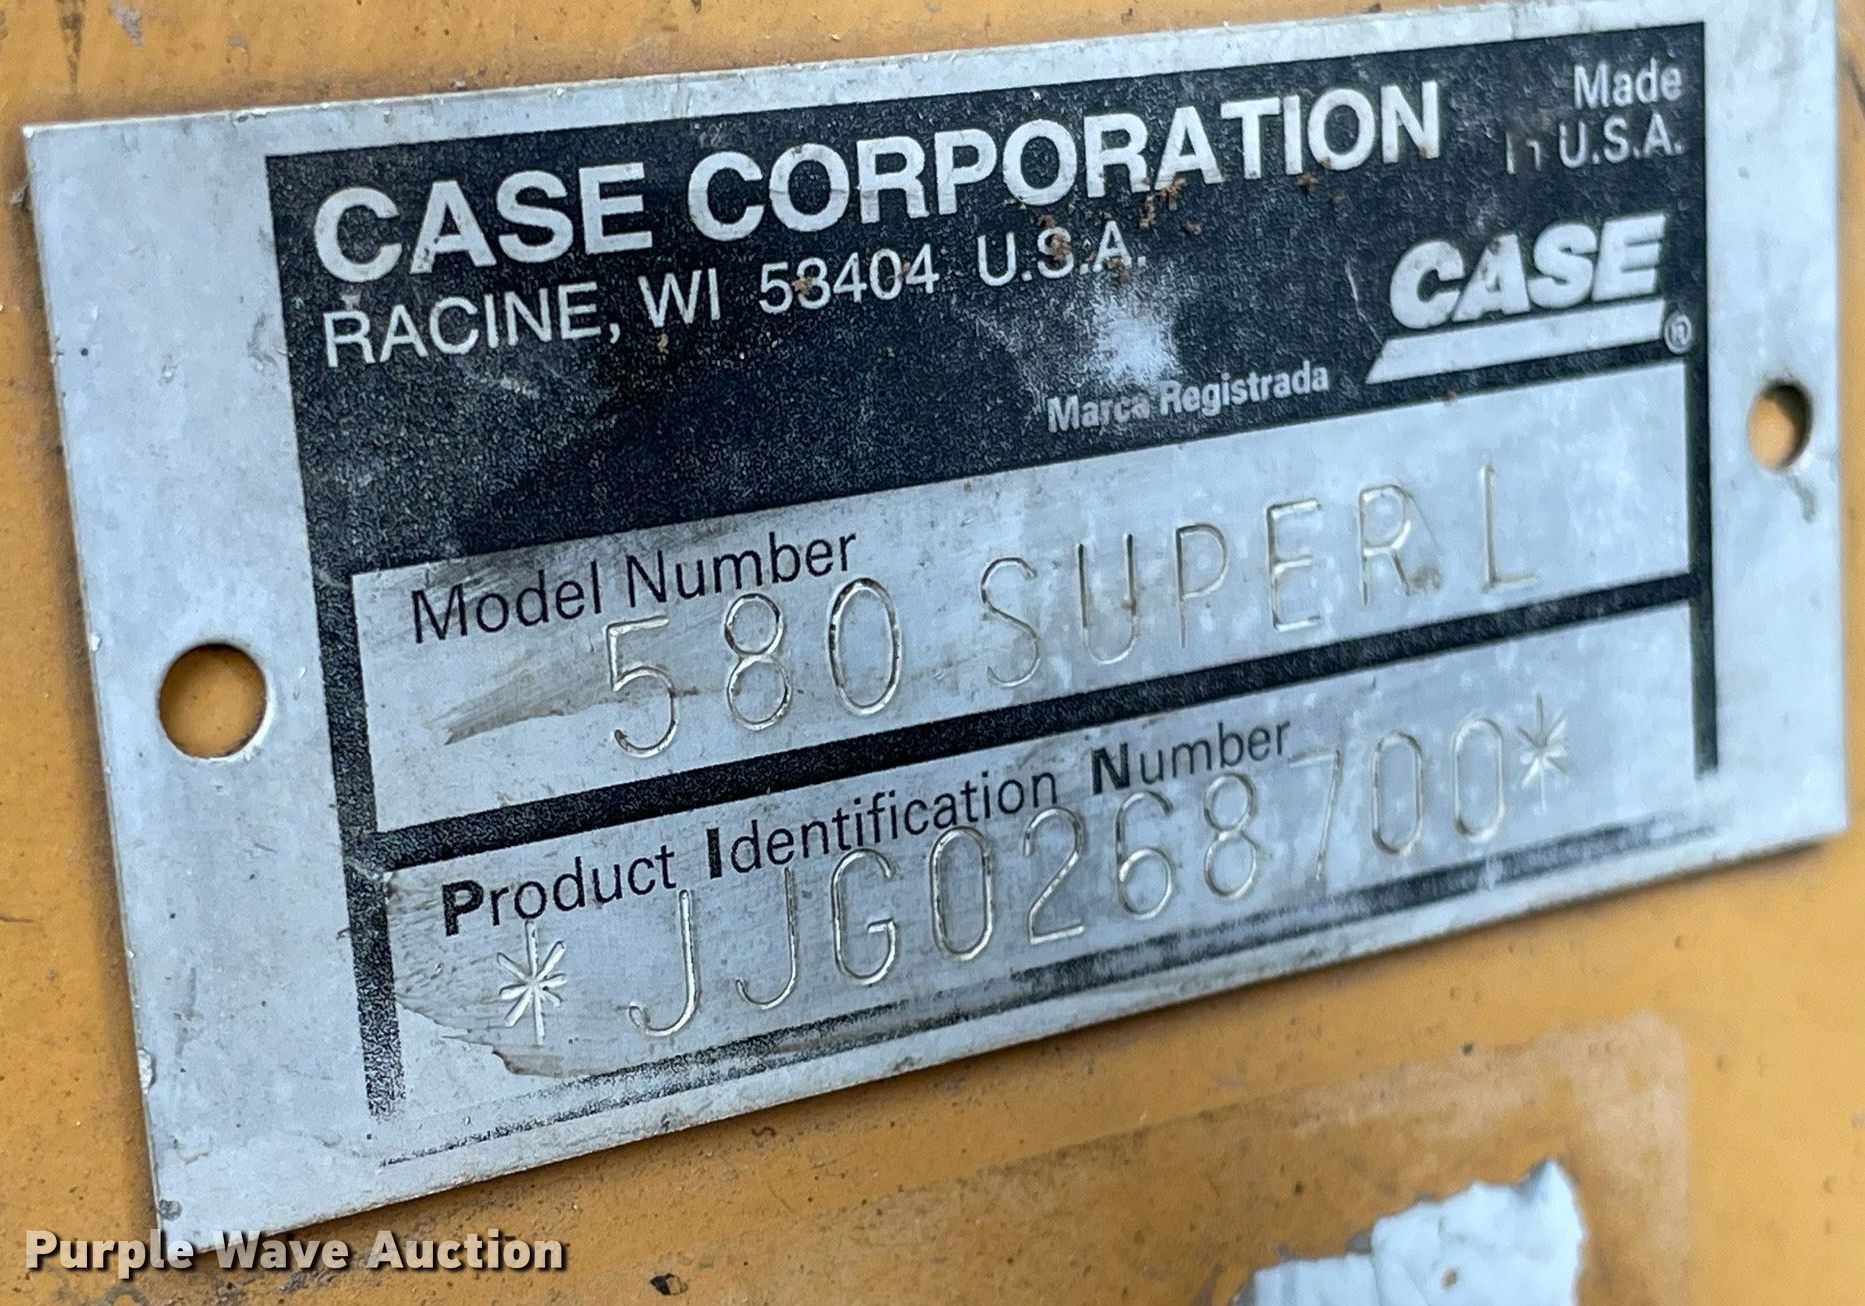 CASE CORPORATION
RACINE, WI 53404 U.S.A.
Made
in U.S.A.
CASE®
Marca Registrada
Model Number
580 SUPER L
Product Identification Number
*JJG0268700*
Purple Wave Auction